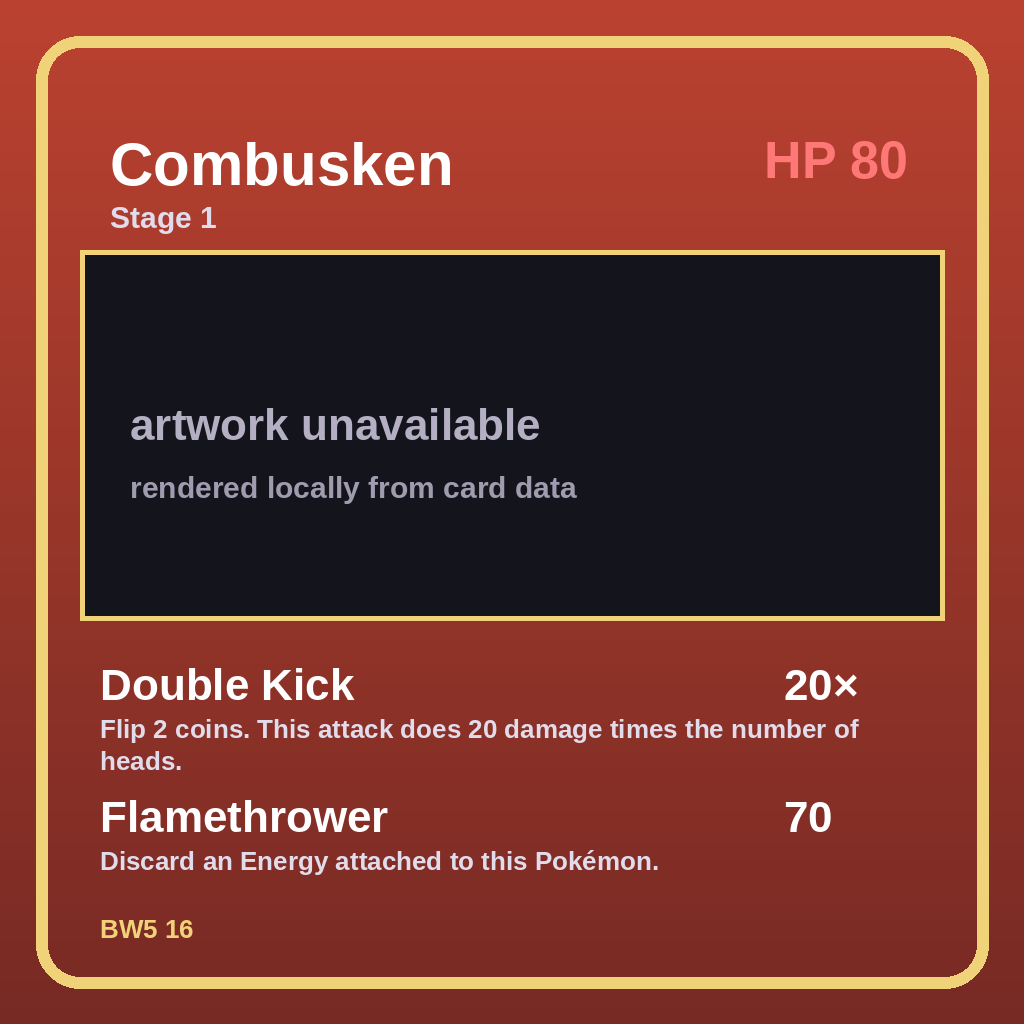 Combusken
HP 80
Stage 1
artwork unavailable
rendered locally from card data
Double Kick
20×
Flip 2 coins. This attack does 20 damage times the number of
heads.
Flamethrower
70
Discard an Energy attached to this Pokémon.
BW5 16